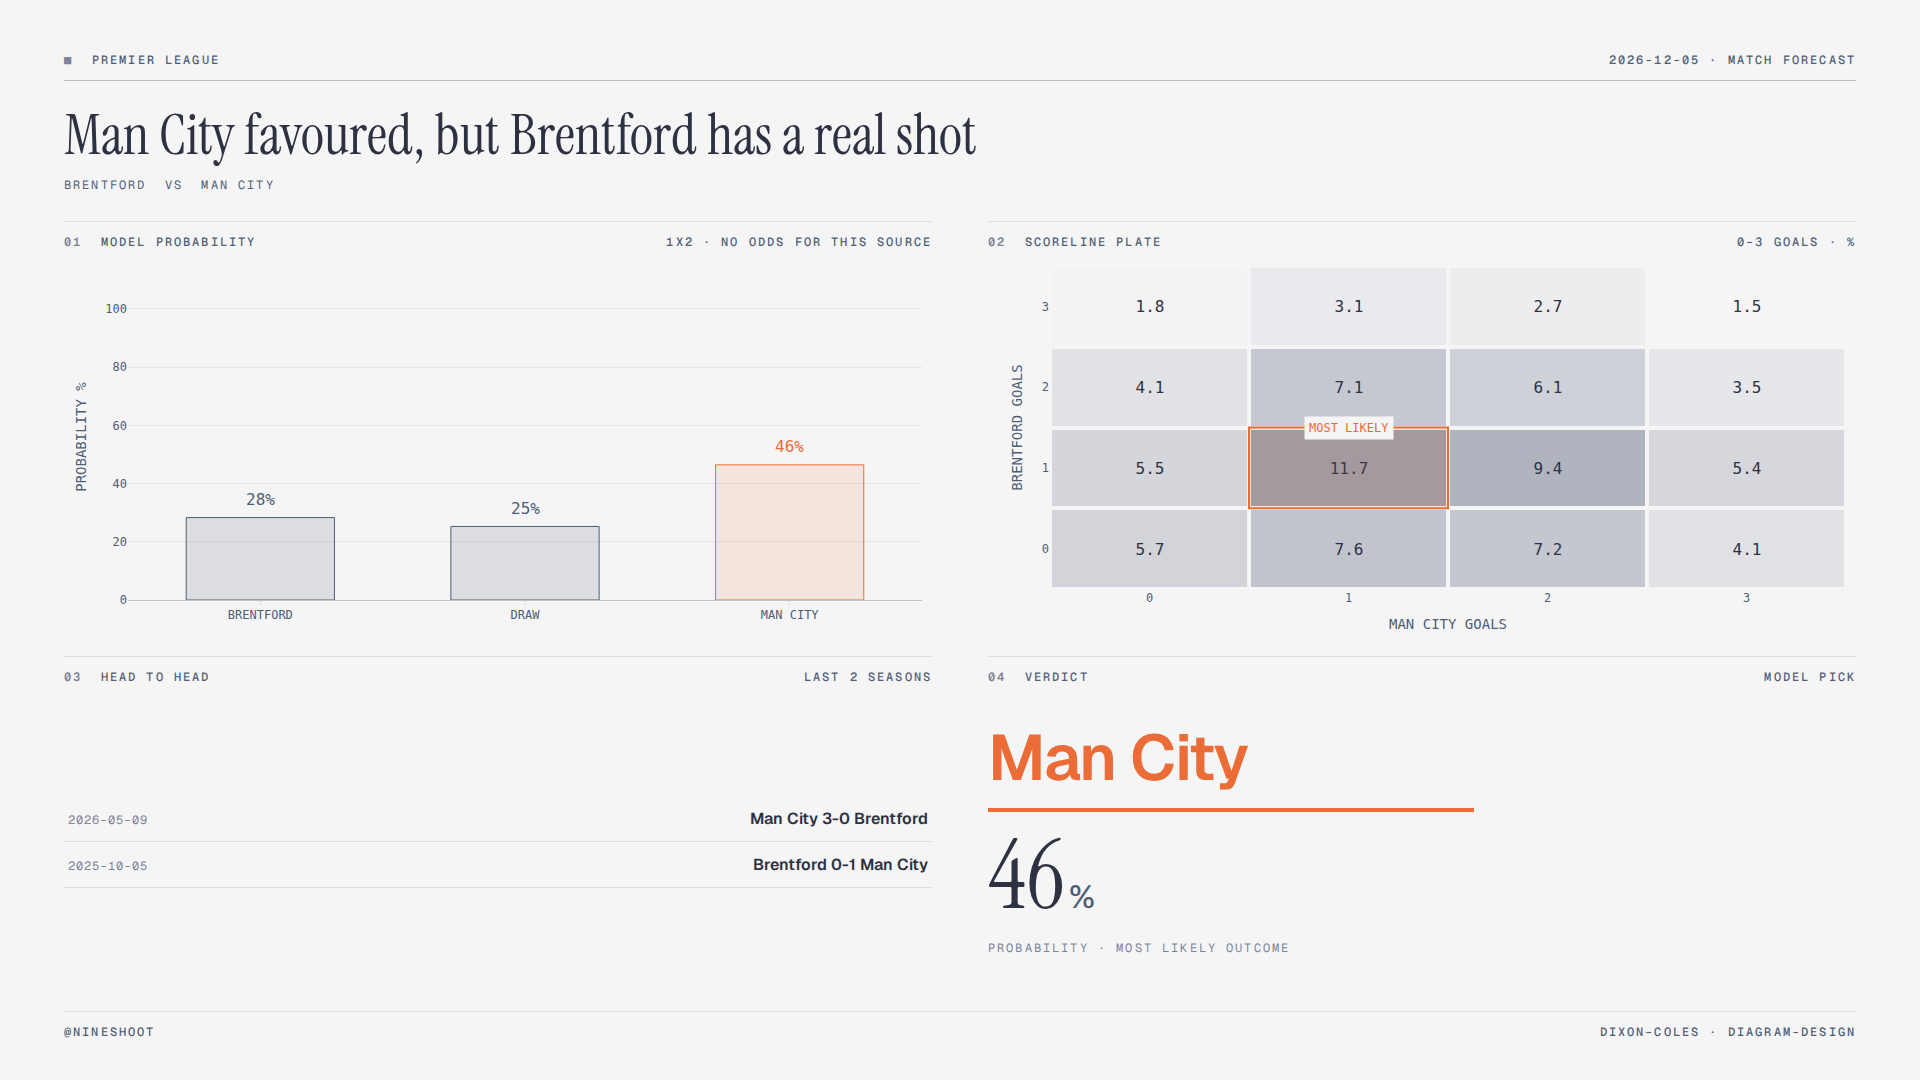 ■ PREMIER LEAGUE
2026-12-05 · MATCH FORECAST
Man City favoured, but Brentford has a real shot
BRENTFORD VS MAN CITY
01 MODEL PROBABILITY
1X2 · NO ODDS FOR THIS SOURCE
PROBABILITY %
100
80
60
40
20
0
28%
25%
46%
BRENTFORD
DRAW
MAN CITY
02 SCORELINE PLATE
0–3 GOALS · %
BRENTFORD GOALS
3 1.8 3.1 2.7 1.5
2 4.1 7.1 6.1 3.5
MOST LIKELY
1 5.5 11.7 9.4 5.4
0 5.7 7.6 7.2 4.1
0 1 2 3
MAN CITY GOALS
03 HEAD TO HEAD
LAST 2 SEASONS
2026-05-09 Man City 3-0 Brentford
2025-10-05 Brentford 0-1 Man City
04 VERDICT
MODEL PICK
Man City
46%
PROBABILITY · MOST LIKELY OUTCOME
@NINESHOOT
DIXON-COLES · DIAGRAM-DESIGN